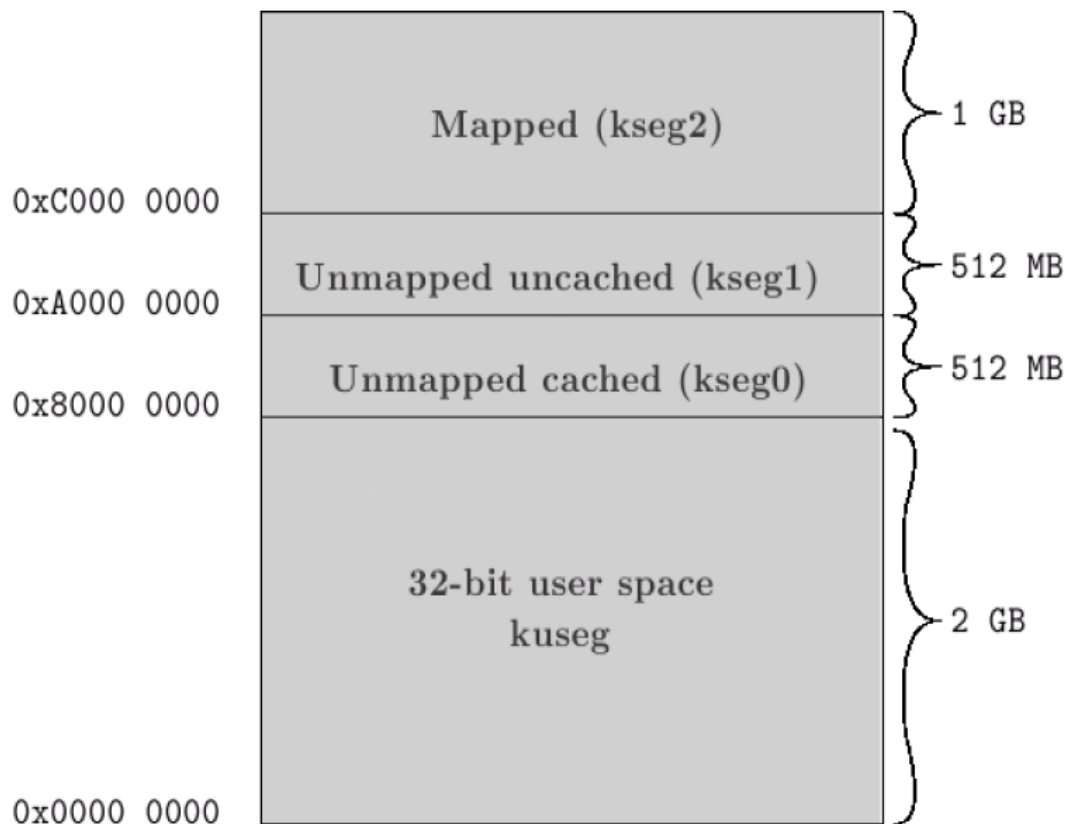 Mapped (kseg2)
1 GB
0xC000 0000
Unmapped uncached (kseg1)
512 MB
0xA000 0000
Unmapped cached (kseg0)
512 MB
0x8000 0000
32-bit user space
kuseg
2 GB
0x0000 0000